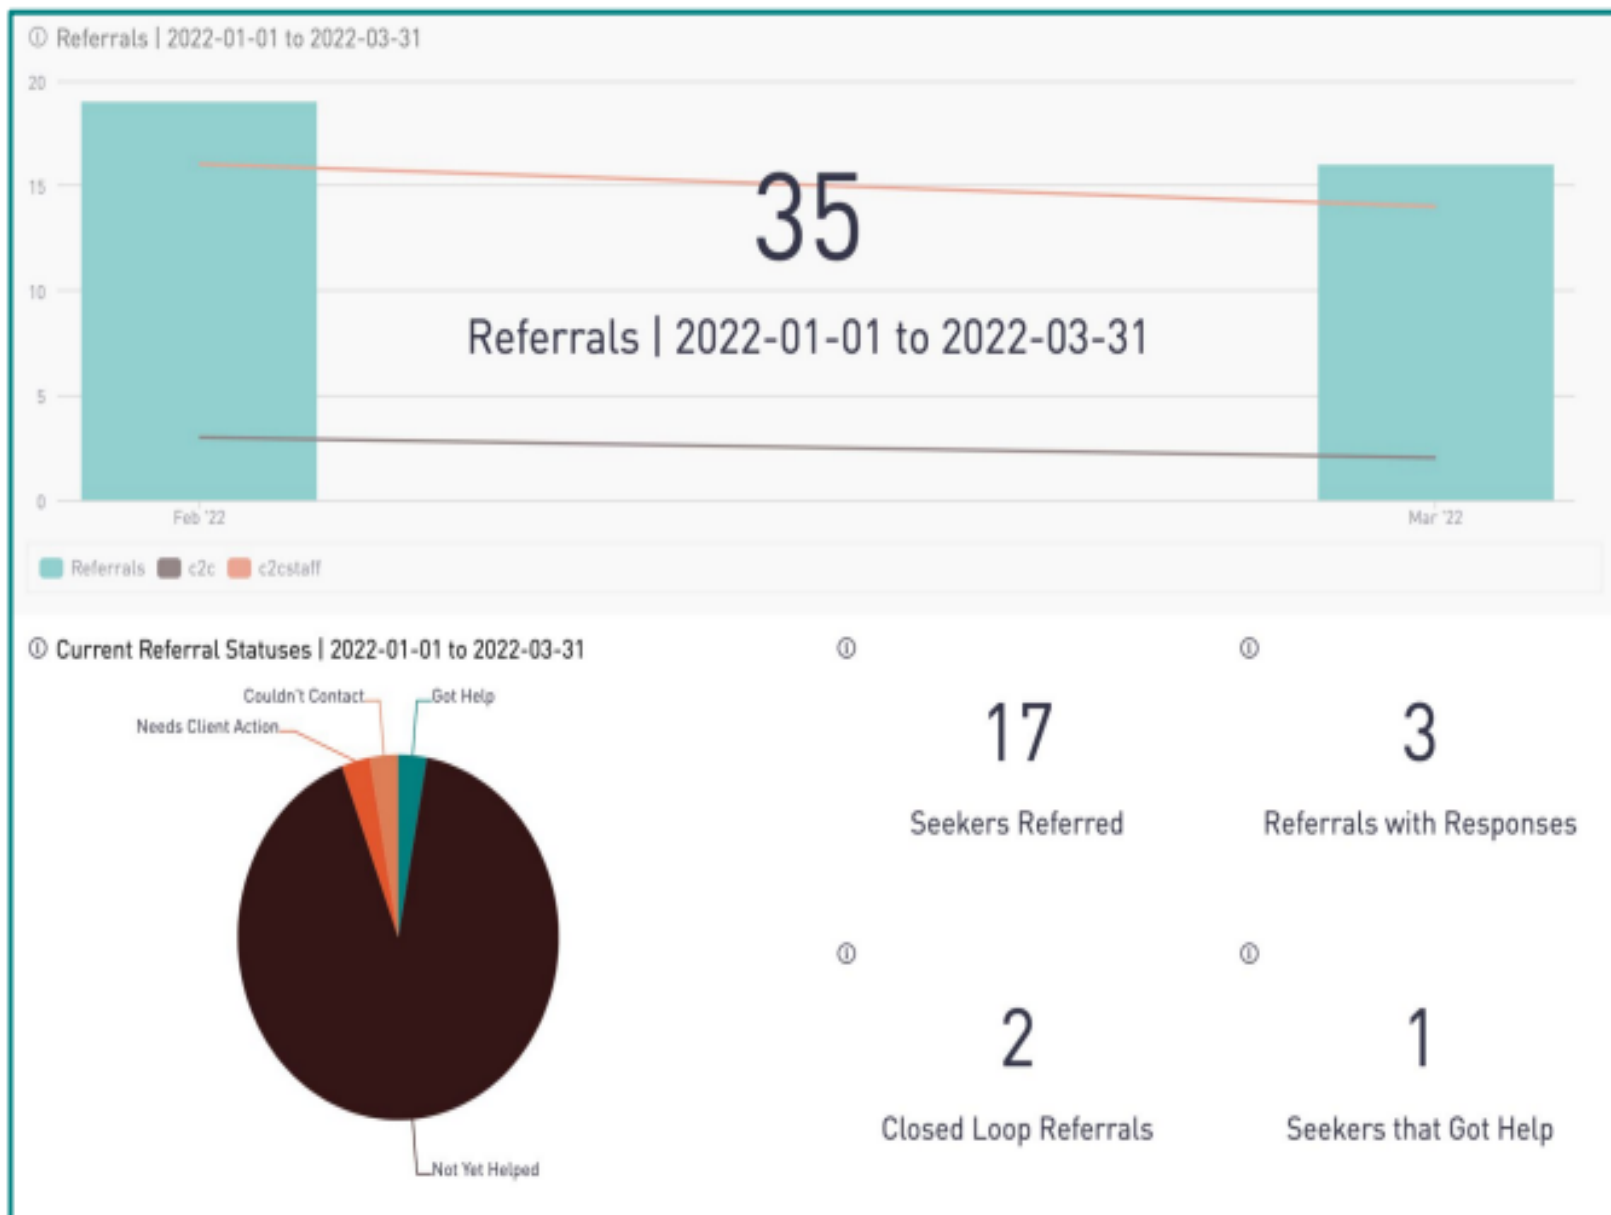 Referrals | 2022-01-01 to 2022-03-31
20
15
10
5
0
35
Referrals | 2022-01-01 to 2022-03-31
Feb '22
Mar '22
Referrals c2c c2cstaff
Current Referral Statuses | 2022-01-01 to 2022-03-31
Couldn't Contact
Got Help
Needs Client Action
Not Yet Helped
17
Seekers Referred
3
Referrals with Responses
2
Closed Loop Referrals
1
Seekers that Got Help